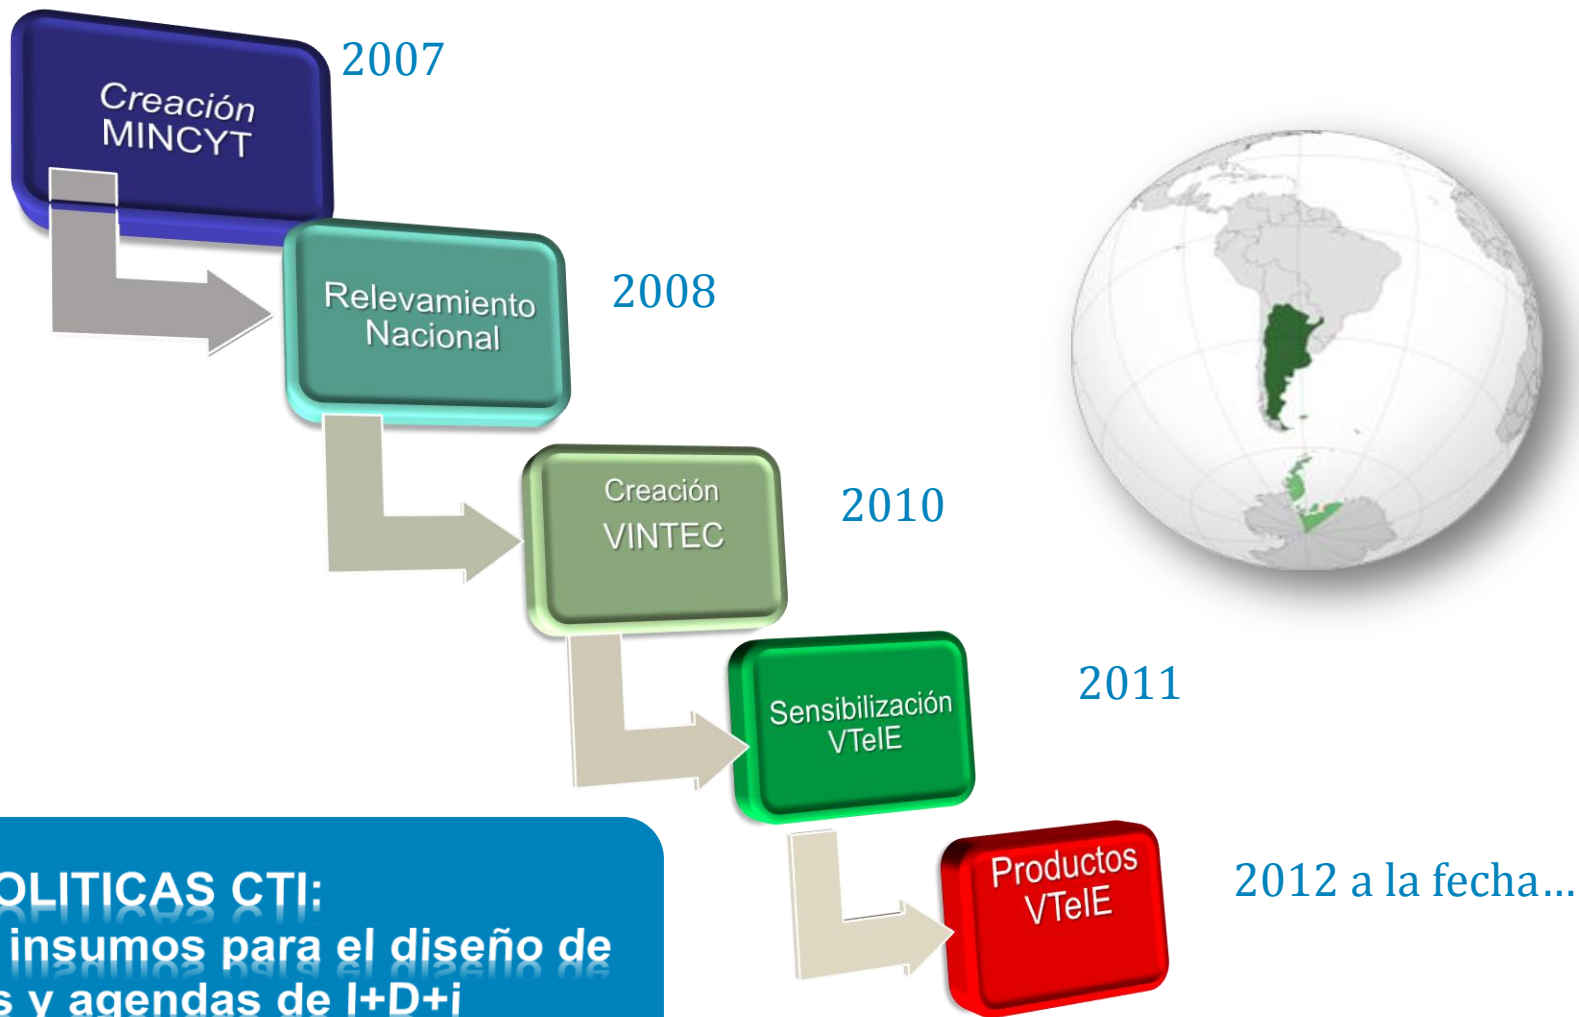 2007
Creación
MINCYT
2008
Relevamiento
Nacional
2010
Creación
VINTEC
2011
Sensibilización
VTeIE
2012 a la fecha…
Productos
VTeIE
OLITICAS CTI:
insumos para el diseño de
s y agendas de I+D+i